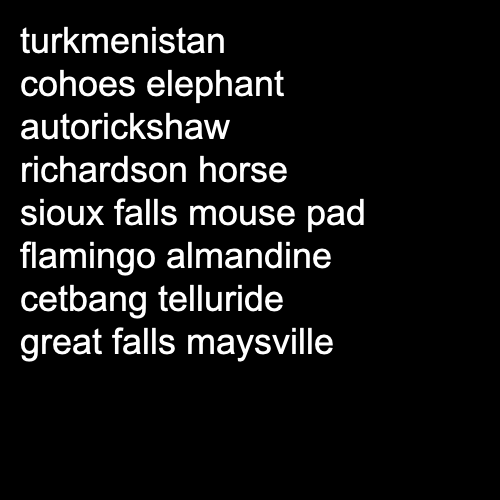 turkmenistan
cohoes elephant
autorickshaw
richardson horse
sioux falls mouse pad
flamingo almandine
cetbang telluride
great falls maysville